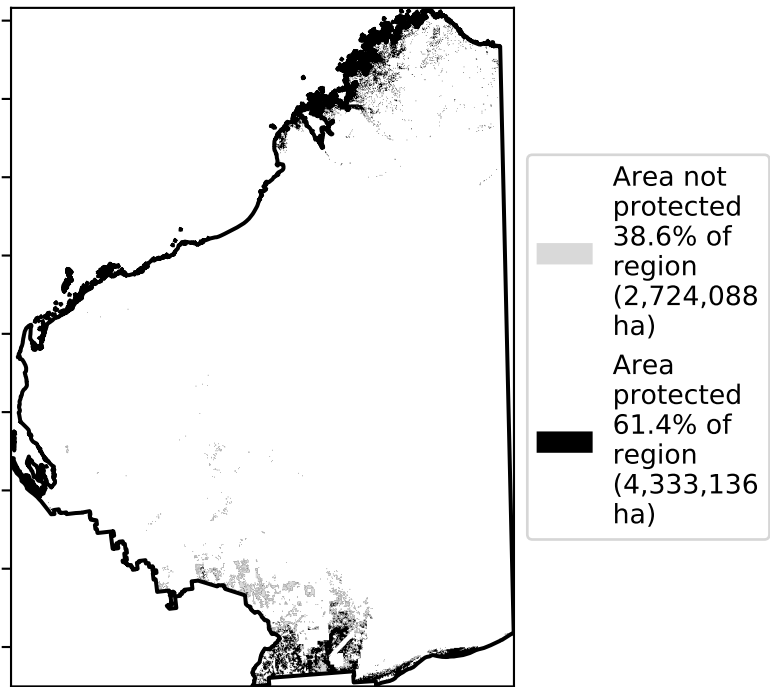 Area not
protected
38.6% of
region
(2,724,088
ha)
Area
protected
61.4% of
region
(4,333,136
ha)